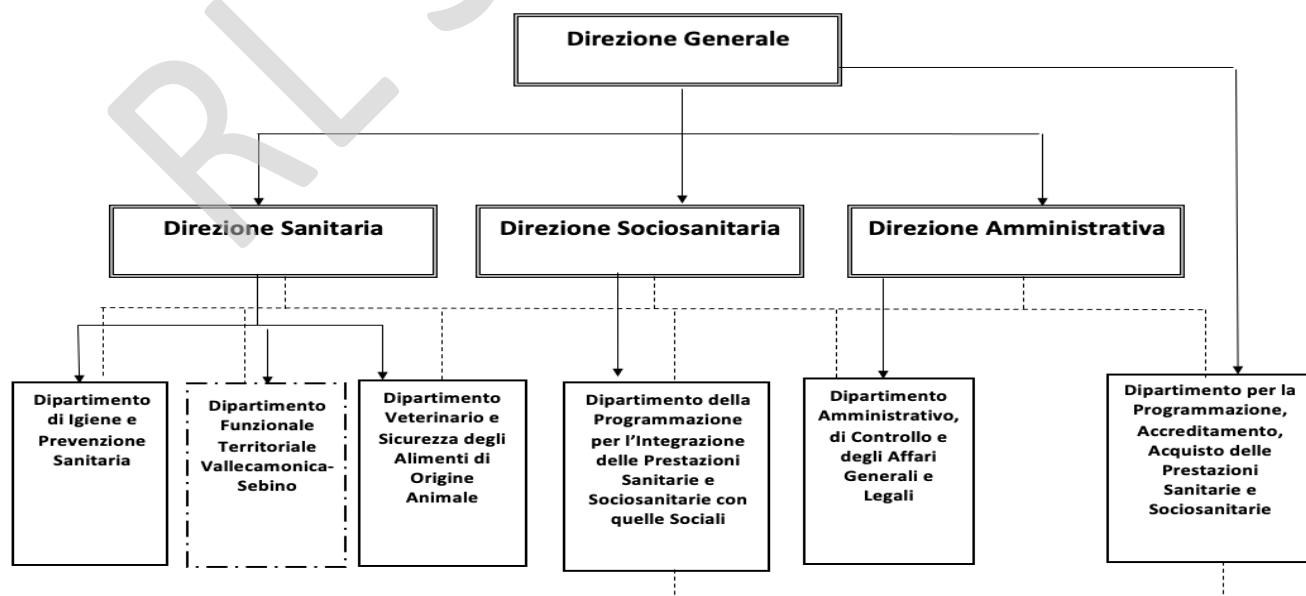 Direzione Generale
Direzione Sanitaria
Direzione Sociosanitaria
Direzione Amministrativa
Dipartimento
di Igiene e
Prevenzione
Sanitaria
Dipartimento
Funzionale
Territoriale
Vallecamonica-
Sebino
Dipartimento
Veterinario e
Sicurezza degli
Alimenti di
Origine
Animale
Dipartimento della
Programmazione
per l’Integrazione
delle Prestazioni
Sanitarie e
Sociosanitarie con
quelle Sociali
Dipartimento
Amministrativo,
di Controllo e
degli Affari
Generali e
Legali
Dipartimento per la
Programmazione,
Accreditamento,
Acquisto delle
Prestazioni
Sanitarie e
Sociosanitarie
RL